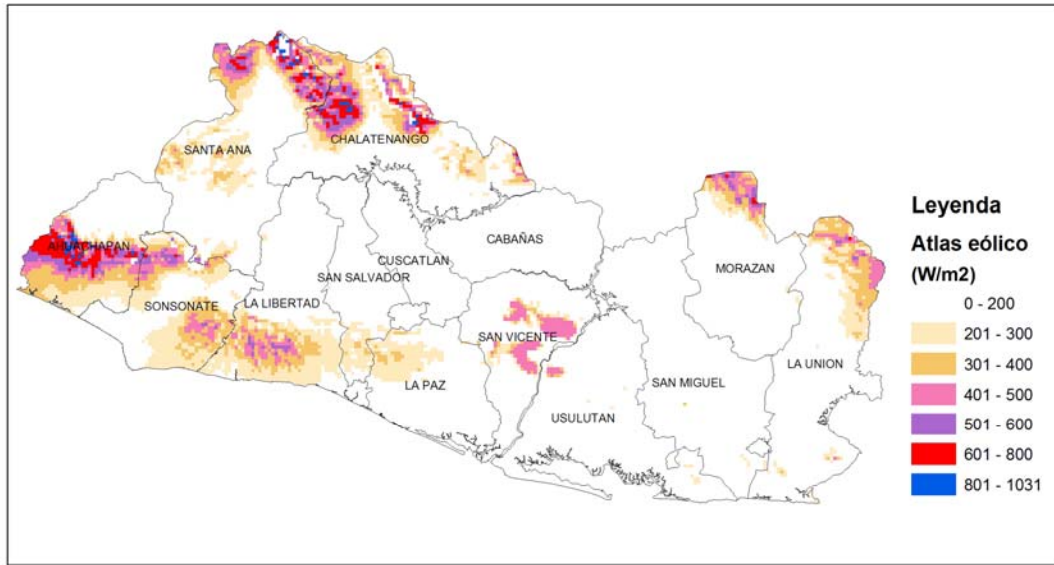 SANTA ANA
CHALATENANGO
AHUACHAPAN
CABAÑAS
CUSCATLAN
SAN SALVADOR
MORAZAN
SONSONATE
LA LIBERTAD
SAN VICENTE
LA PAZ
LA UNION
SAN MIGUEL
USULUTAN
Leyenda
Atlas eólico
(W/m2)
0 - 200
201 - 300
301 - 400
401 - 500
501 - 600
601 - 800
801 - 1031